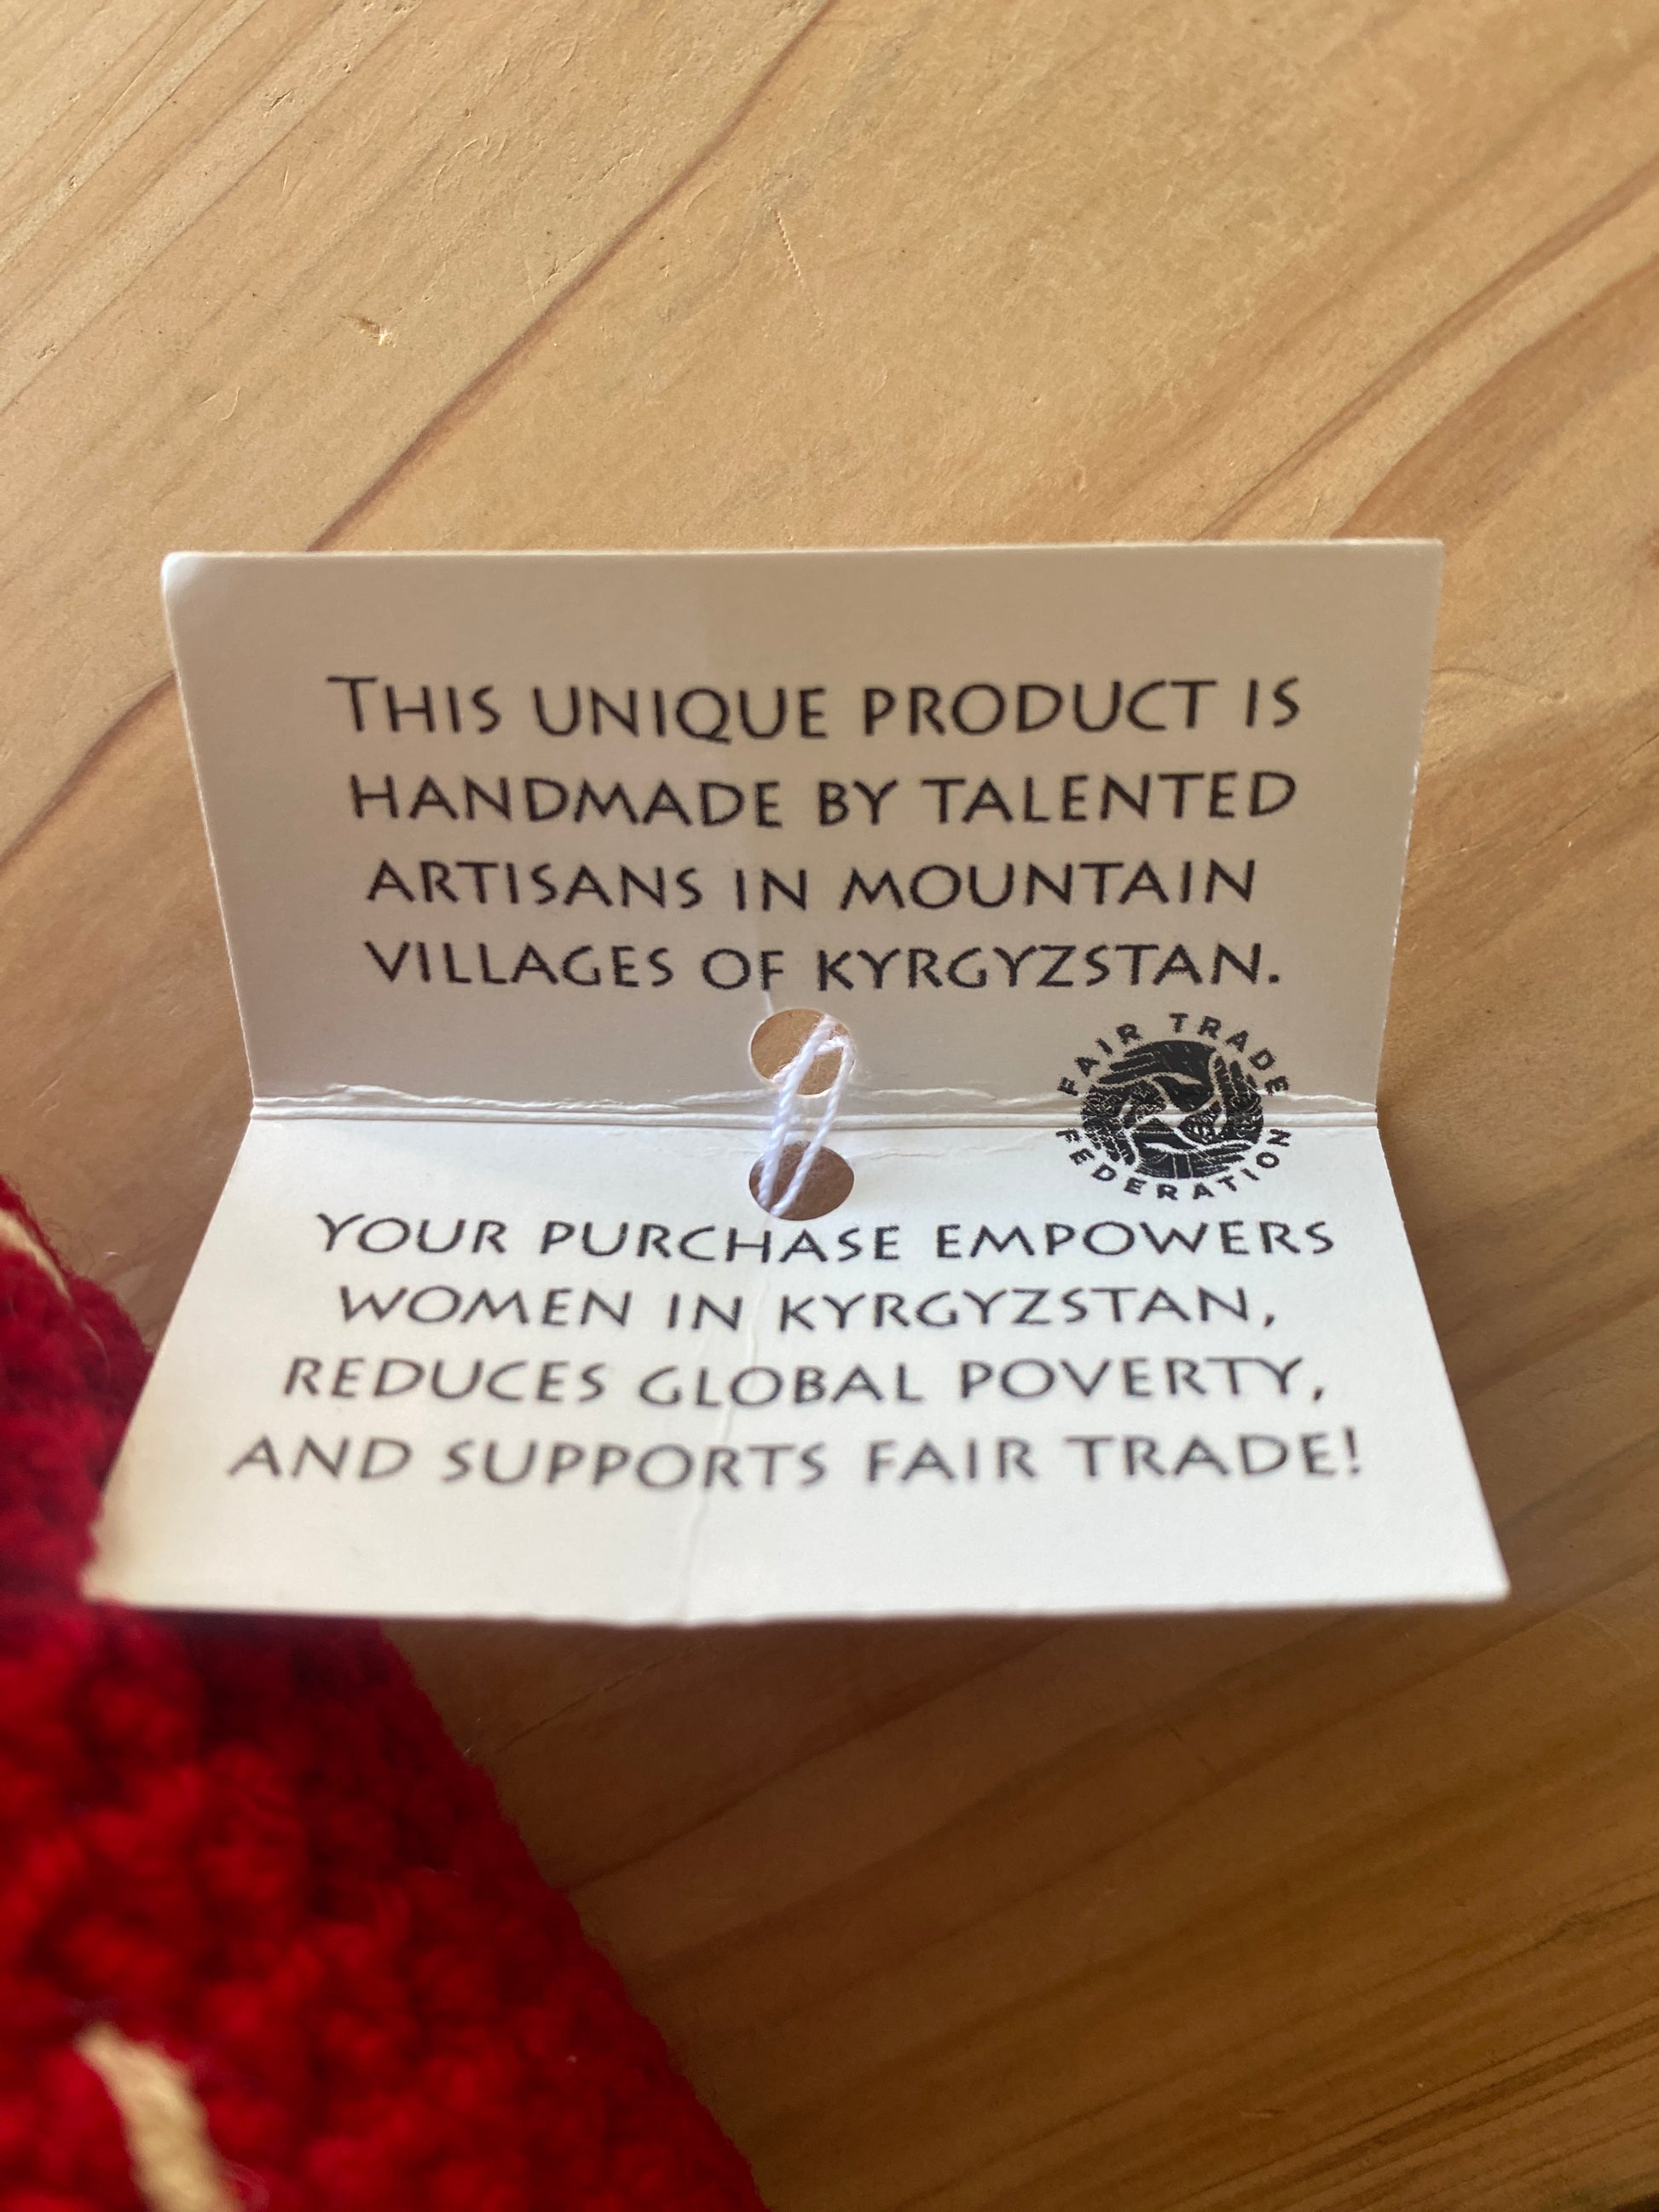 THIS UNIQUE PRODUCT IS
HANDMADE BY TALENTED
ARTISANS IN MOUNTAIN
VILLAGES OF KYRGYZSTAN.
FAIR TRADE
FEDERATION
YOUR PURCHASE EMPOWERS
WOMEN IN KYRGYZSTAN,
REDUCES GLOBAL POVERTY,
AND SUPPORTS FAIR TRADE!